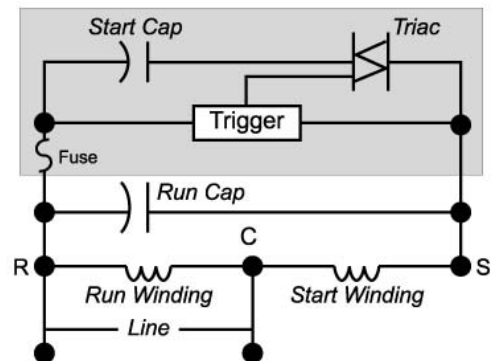 Start Cap
Triac
Trigger
Fuse
Run Cap
C
R
S
Run Winding
Start Winding
Line